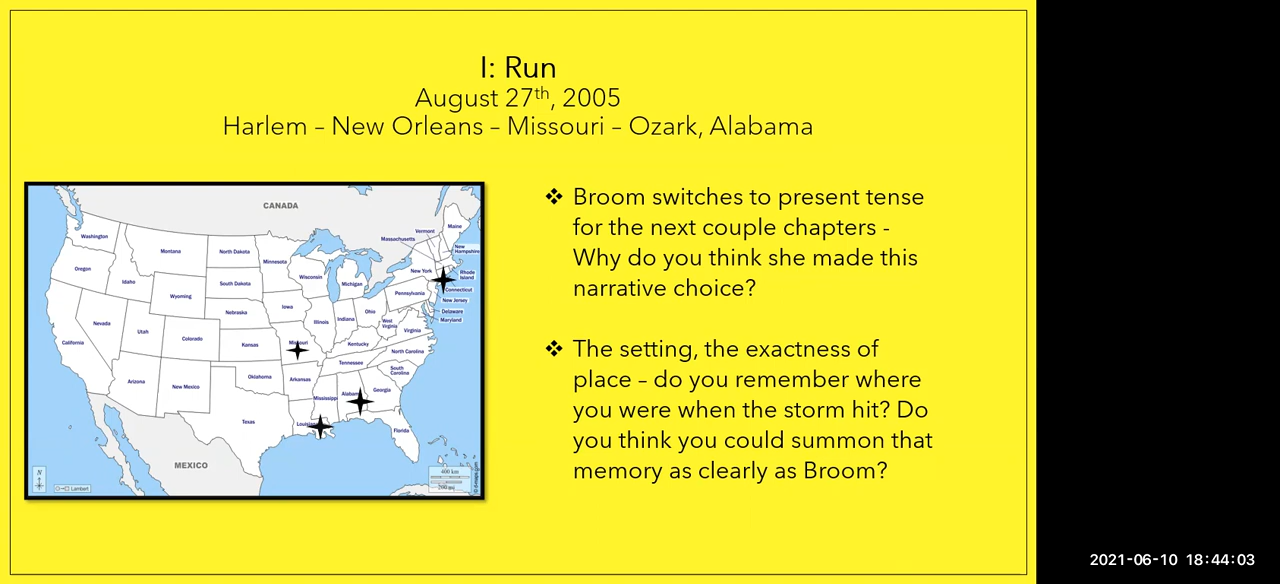 I: Run
August 27th, 2005
Harlem – New Orleans – Missouri – Ozark, Alabama
❖ Broom switches to present tense
for the next couple chapters -
Why do you think she made this
narrative choice?
❖ The setting, the exactness of
place – do you remember where
you were when the storm hit? Do
you think you could summon that
memory as clearly as Broom?
CANADA
Washington
Montana
North Dakota
Minnesota
Vermont
Maine
Massachusetts
New
Hampshire
Oregon
Idaho
Wyoming
South Dakota
Wisconsin
Michigan
New York
Rhode
Island
Connecticut
New Jersey
Delaware
Maryland
Nevada
Utah
Colorado
Nebraska
Iowa
Illinois
Indiana
Ohio
Pennsylvania
West
Virginia
Virginia
California
Kansas
Kentucky
North Carolina
Tennessee
South
Carolina
Arizona
New Mexico
Oklahoma
Arkansas
Mississippi
Georgia
Texas
Florida
MEXICO
N
Lambert
400 km
200 mi
2021-06-10 18:44:03